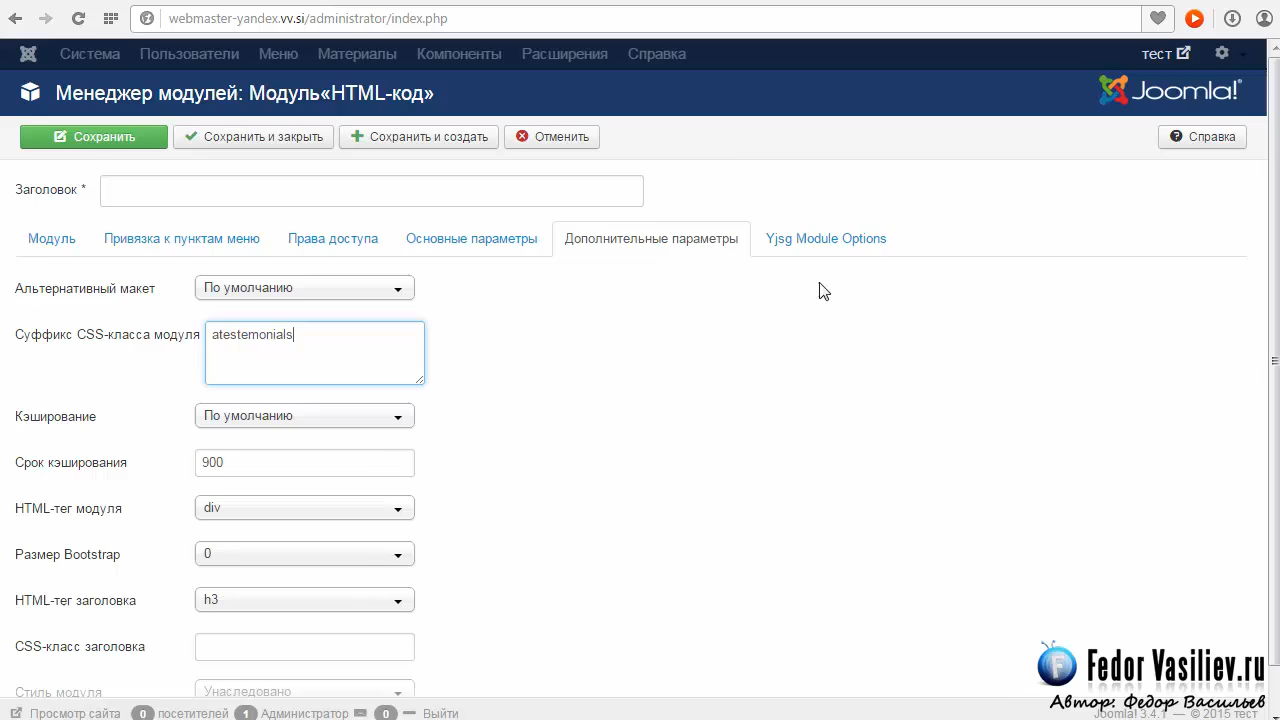 webmaster-yandex.vv.si/administrator/index.php
Система Пользователи Меню Материалы Компоненты Расширения Справка тест
Менеджер модулей: Модуль«HTML-код» Joomla!®
Сохранить Сохранить и закрыть Сохранить и создать Отменить Справка
Заголовок *
Модуль Привязка к пунктам меню Права доступа Основные параметры Дополнительные параметры Yjsg Module Options
Альтернативный макет По умолчанию
Суффикс CSS-класса модуля atestemonials
Кэширование По умолчанию
Срок кэширования 900
HTML-тег модуля div
Размер Bootstrap 0
HTML-тег заголовка h3
CSS-класс заголовка
Fedor Vasiliev.ru
Стиль модуля Унаследовано
Автор: Федор Васильев
Просмотр сайта 0 посетителей 1 Администратор 0 Выйти Joomla! 3.4.1 — © 2015 тест